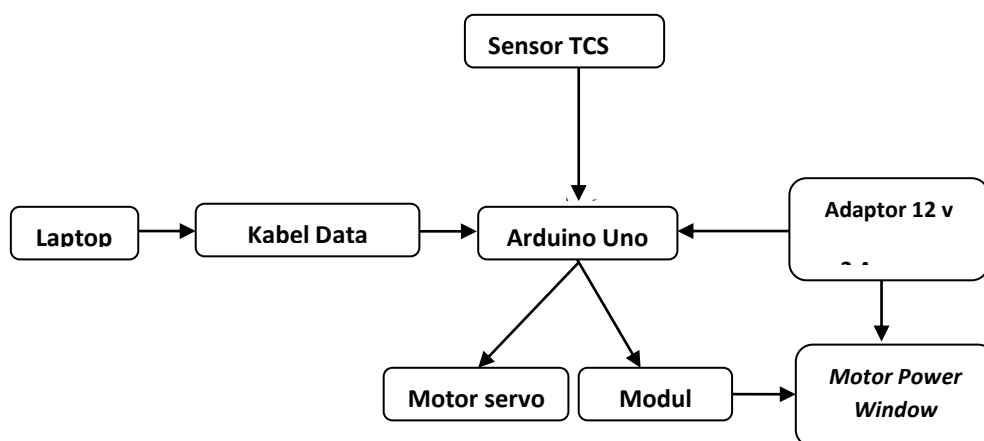 Sensor TCS
Adaptor 12 v
Laptop
Kabel Data
Arduino Uno
Motor servo
Modul
Motor Power
Window